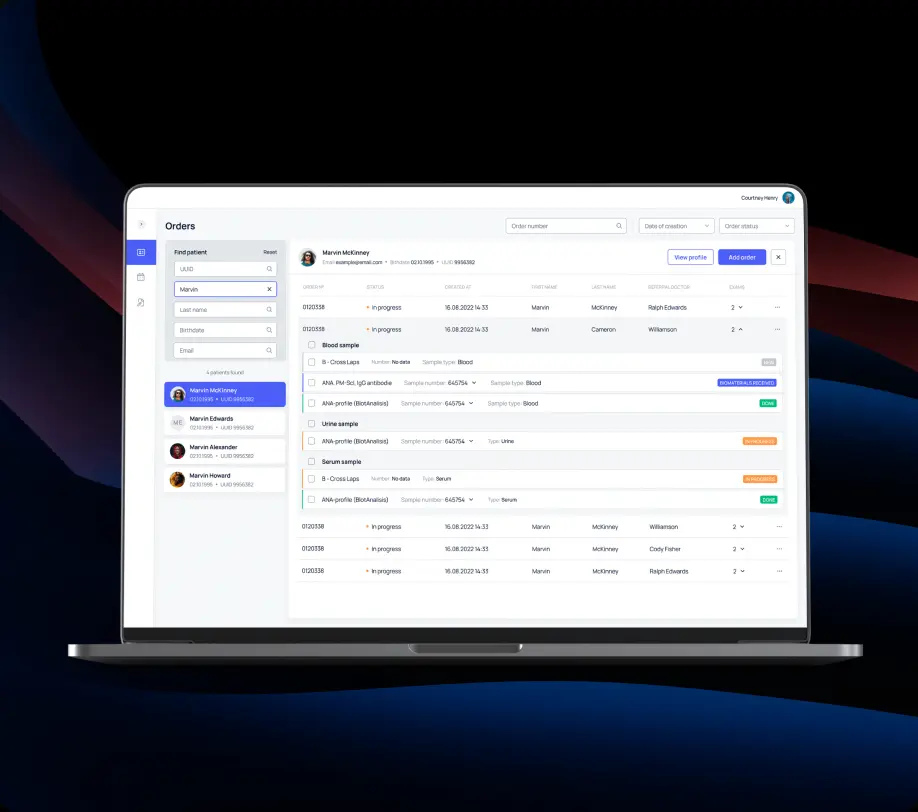 Courtney Henry
Orders
Order number
Date of creation
Order status
Find patient
Reset
UUID
Marvin
Last name
Birthdate
Email
4 patients found
Marvin McKinney
02.10.1995 • UUID 9956382
ME
Marvin Edwards
02.10.1995 • UUID 9956382
Marvin Alexander
02.10.1995 • UUID 9956382
Marvin Howard
02.10.1995 • UUID 9956382
Marvin McKinney
Email example@email.com • Birthdate 02.10.1995 • UUID 9956382
View profile
Add order
ORDER № STATUS CREATED AT FIRST NAME LAST NAME REFERRAL DOCTOR EXAMS
0120338 • In progress 16.08.2022 14:33 Marvin McKinney Ralph Edwards 2
0120338 • In progress 16.08.2022 14:33 Marvin Cameron Williamson 2
Blood sample
B - Cross Laps Number: No data Sample type: Blood NEW
ANA. PM-Scl, IgG antibodie Sample number: 645754 Sample type: Blood BIOMATERIALS RECEIVED
ANA-profile (BlotAnalisis) Sample number: 645754 Sample type: Blood DONE
Urine sample
ANA-profile (BlotAnalisis) Sample number: 645754 Type: Urine IN PROGRESS
Serum sample
B - Cross Laps Number: No data Type: Serum IN PROGRESS
ANA-profile (BlotAnalisis) Sample number: 645754 Type: Serum DONE
0120338 • In progress 16.08.2022 14:33 Marvin McKinney Williamson 2
0120338 • In progress 16.08.2022 14:33 Marvin McKinney Cody Fisher 2
0120338 • In progress 16.08.2022 14:33 Marvin McKinney Ralph Edwards 2